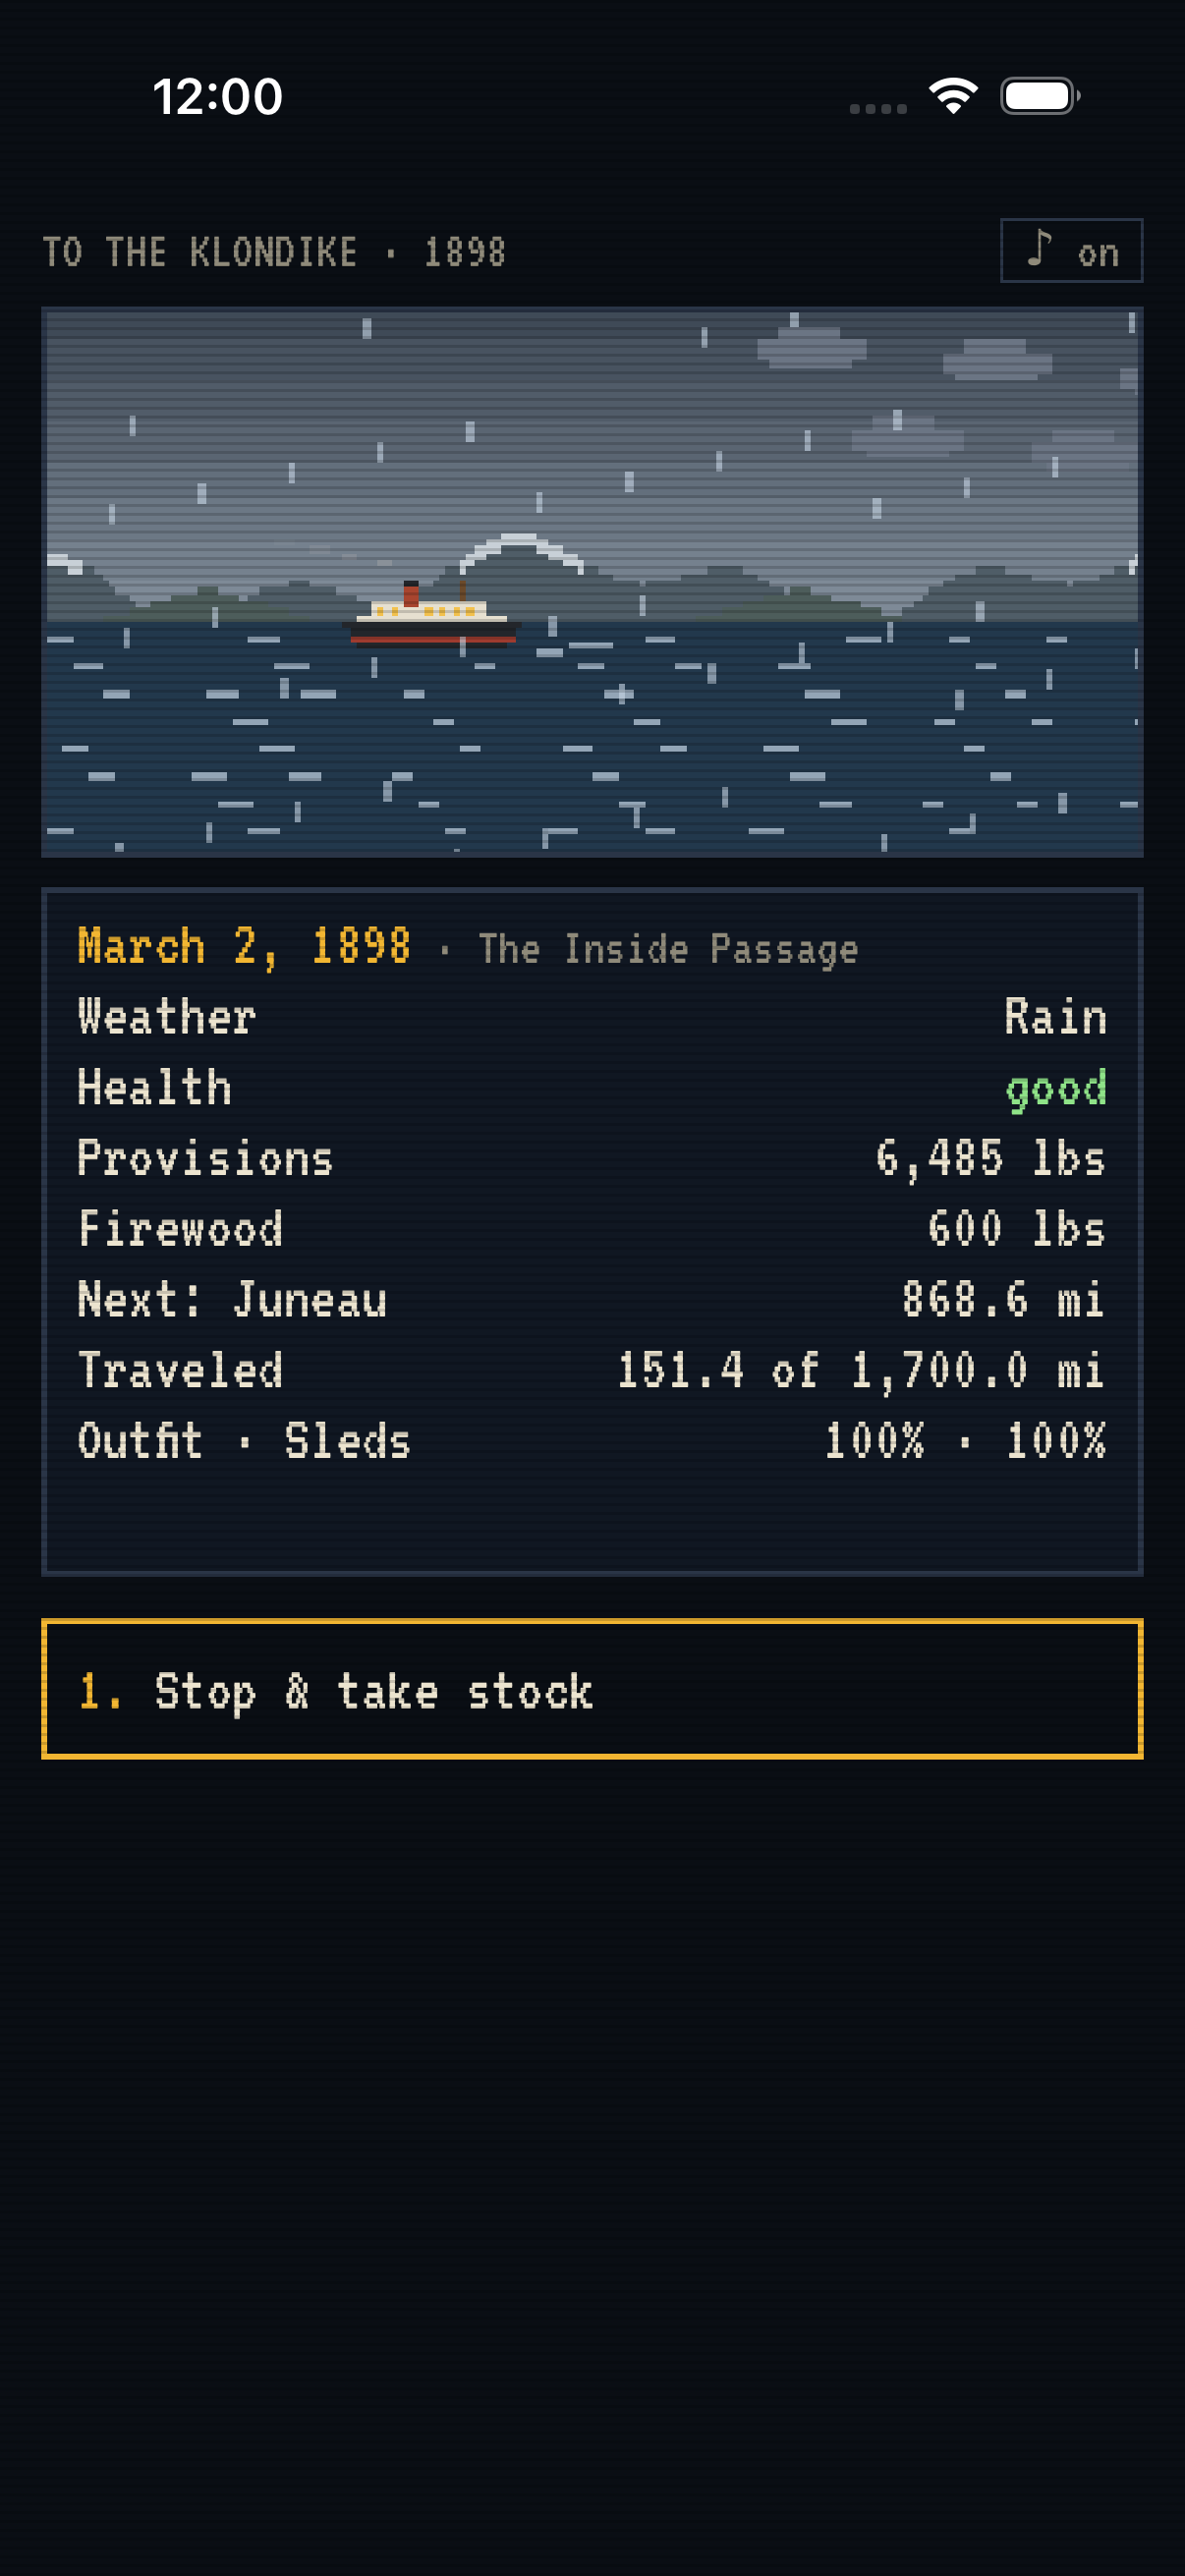 12:00
TO THE KLONDIKE · 1898
♪ on
March 2, 1898 · The Inside Passage
Weather Rain
Health good
Provisions 6,485 lbs
Firewood 600 lbs
Next: Juneau 868.6 mi
Traveled 151.4 of 1,700.0 mi
Outfit · Sleds 100% · 100%
1. Stop & take stock